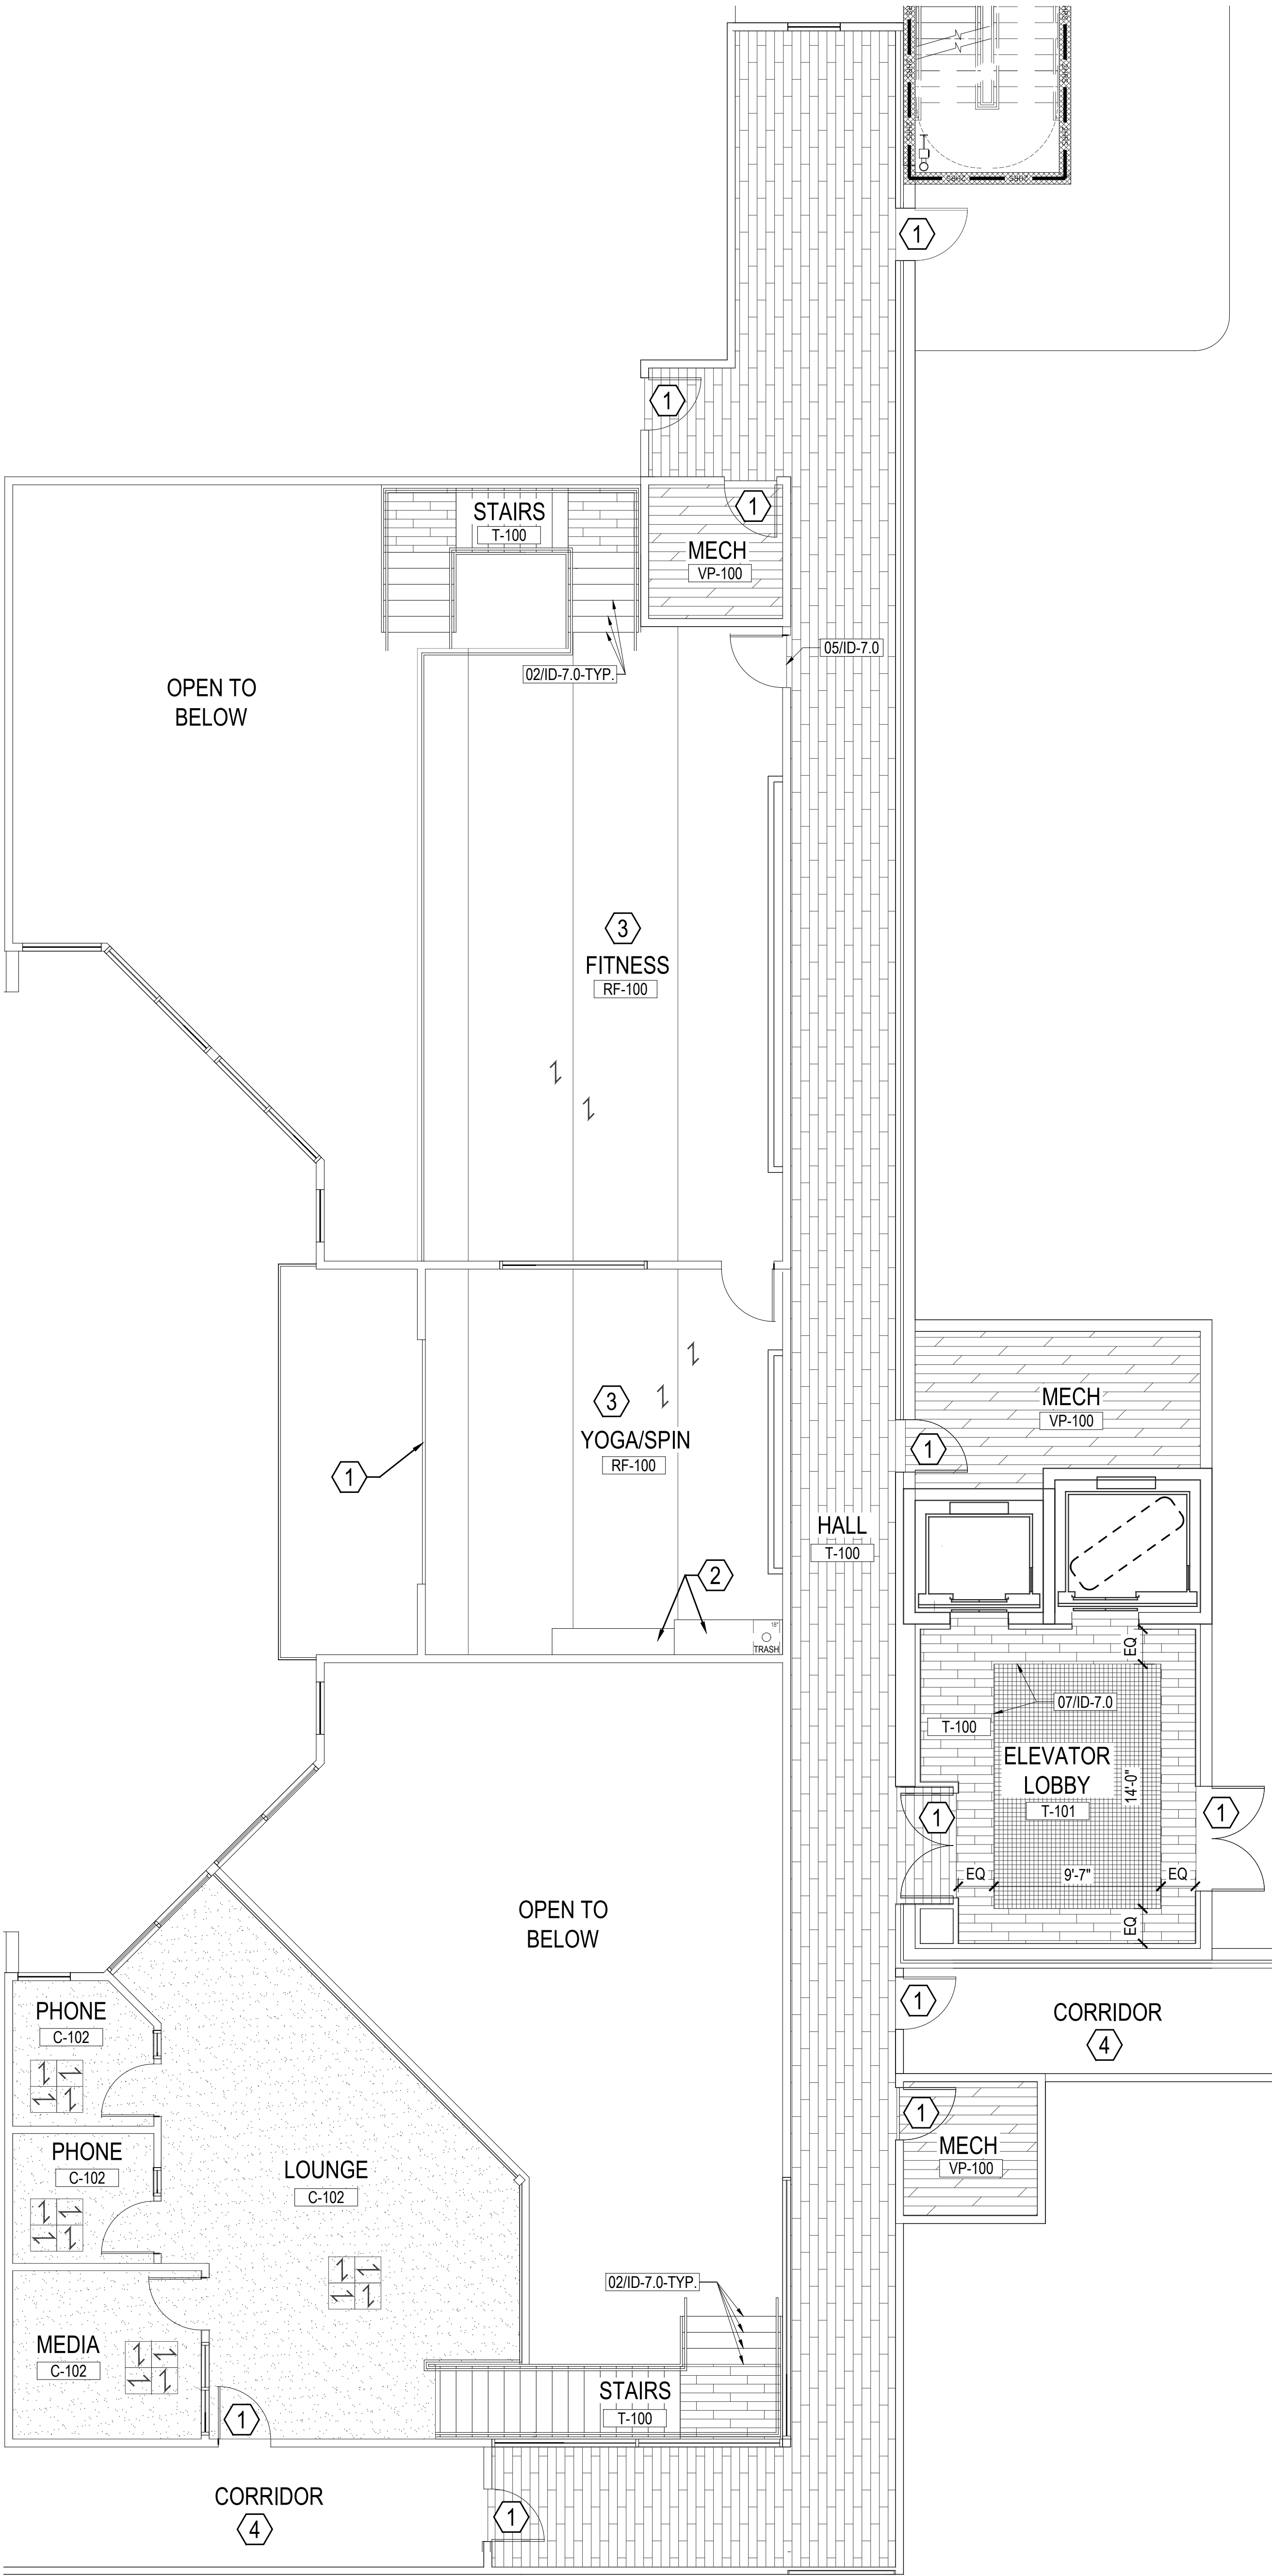 1
1
STAIRS
T-100
1
MECH
VP-100
05/ID-7.0
02/ID-7.0-TYP.
OPEN TO
BELOW
3
FITNESS
RF-100
MECH
VP-100
1
3
YOGA/SPIN
RF-100
1
HALL
T-100
2
18"
TRASH
EQ
07/ID-7.0
T-100
ELEVATOR
LOBBY
14'-0"
T-101
1
1
EQ
9'-7"
EQ
EQ
OPEN TO
BELOW
PHONE
C-102
1
CORRIDOR
4
1
MECH
VP-100
PHONE
C-102
LOUNGE
C-102
02/ID-7.0-TYP.
MEDIA
C-102
STAIRS
T-100
1
CORRIDOR
4
1